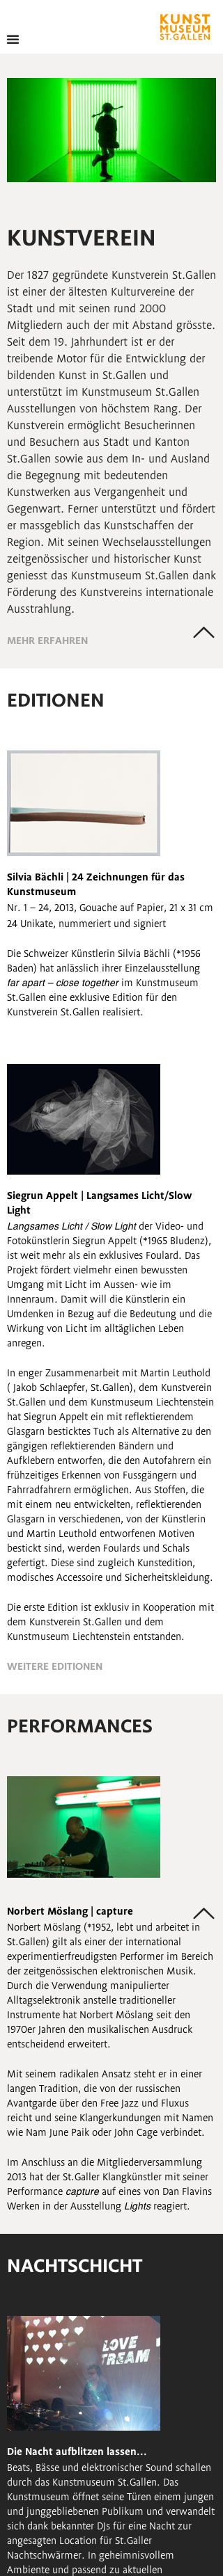 KUNST
MUSEUM
ST.GALLEN
KUNSTVEREIN
Der 1827 gegründete Kunstverein St.Gallen
ist einer der ältesten Kulturvereine der
Stadt und mit seinen rund 2000
Mitgliedern auch der mit Abstand grösste.
Seit dem 19. Jahrhundert ist er der
treibende Motor für die Entwicklung der
bildenden Kunst in St.Gallen und
unterstützt im Kunstmuseum St.Gallen
Ausstellungen von höchstem Rang. Der
Kunstverein ermöglicht Besucherinnen
und Besuchern aus Stadt und Kanton
St.Gallen sowie aus dem In- und Ausland
die Begegnung mit bedeutenden
Kunstwerken aus Vergangenheit und
Gegenwart. Ferner unterstützt und fördert
er massgeblich das Kunstschaffen der
Region. Mit seinen Wechselausstellungen
zeitgenössischer und historischer Kunst
geniesst das Kunstmuseum St.Gallen dank
Förderung des Kunstvereins internationale
Ausstrahlung.
MEHR ERFAHREN
EDITIONEN
Silvia Bächli | 24 Zeichnungen für das
Kunstmuseum
Nr. 1 – 24, 2013, Gouache auf Papier, 21 x 31 cm
24 Unikate, nummeriert und signiert
Die Schweizer Künstlerin Silvia Bächli (*1956
Baden) hat anlässlich ihrer Einzelausstellung
far apart – close together im Kunstmuseum
St.Gallen eine exklusive Edition für den
Kunstverein St.Gallen realisiert.
Siegrun Appelt | Langsames Licht/Slow
Light
Langsames Licht / Slow Light der Video- und
Fotokünstlerin Siegrun Appelt (*1965 Bludenz),
ist weit mehr als ein exklusives Foulard. Das
Projekt fördert vielmehr einen bewussten
Umgang mit Licht im Aussen- wie im
Innenraum. Damit will die Künstlerin ein
Umdenken in Bezug auf die Bedeutung und die
Wirkung von Licht im alltäglichen Leben
anregen.
In enger Zusammenarbeit mit Martin Leuthold
( Jakob Schlaepfer, St.Gallen), dem Kunstverein
St.Gallen und dem Kunstmuseum Liechtenstein
hat Siegrun Appelt ein mit reflektierendem
Glasgarn besticktes Tuch als Alternative zu den
gängigen reflektierenden Bändern und
Aufklebern entworfen, die den Autofahrern ein
frühzeitiges Erkennen von Fussgängern und
Fahrradfahrern ermöglichen. Aus Stoffen, die
mit einem neu entwickelten, reflektierenden
Glasgarn in verschiedenen, von der Künstlerin
und Martin Leuthold entworfenen Motiven
bestickt sind, werden Foulards und Schals
gefertigt. Diese sind zugleich Kunstedition,
modisches Accessoire und Sicherheitskleidung.
Die erste Edition ist exklusiv in Kooperation mit
dem Kunstverein St.Gallen und dem
Kunstmuseum Liechtenstein entstanden.
WEITERE EDITIONEN
PERFORMANCES
Norbert Möslang | capture
Norbert Möslang (*1952, lebt und arbeitet in
St.Gallen) gilt als einer der international
experimentierfreudigsten Performer im Bereich
der zeitgenössischen elektronischen Musik.
Durch die Verwendung manipulierter
Alltagselektronik anstelle traditioneller
Instrumente hat Norbert Möslang seit den
1970er Jahren den musikalischen Ausdruck
entscheidend erweitert.
Mit seinem radikalen Ansatz steht er in einer
langen Tradition, die von der russischen
Avantgarde über den Free Jazz und Fluxus
reicht und seine Klangerkundungen mit Namen
wie Nam June Paik oder John Cage verbindet.
Im Anschluss an die Mitgliederversammlung
2013 hat der St.Galler Klangkünstler mit seiner
Performance capture auf eines von Dan Flavins
Werken in der Ausstellung Lights reagiert.
NACHTSCHICHT
LOVE
Die Nacht aufblitzen lassen...
Beats, Bässe und elektronischer Sound schallen
durch das Kunstmuseum St.Gallen. Das
Kunstmuseum öffnet seine Türen einem jungen
und junggebliebenen Publikum und verwandelt
sich dank bekannter DJs für eine Nacht zur
angesagten Location für St.Galler
Nachtschwärmer. In geheimnisvollem
Ambiente und passend zu aktuellen